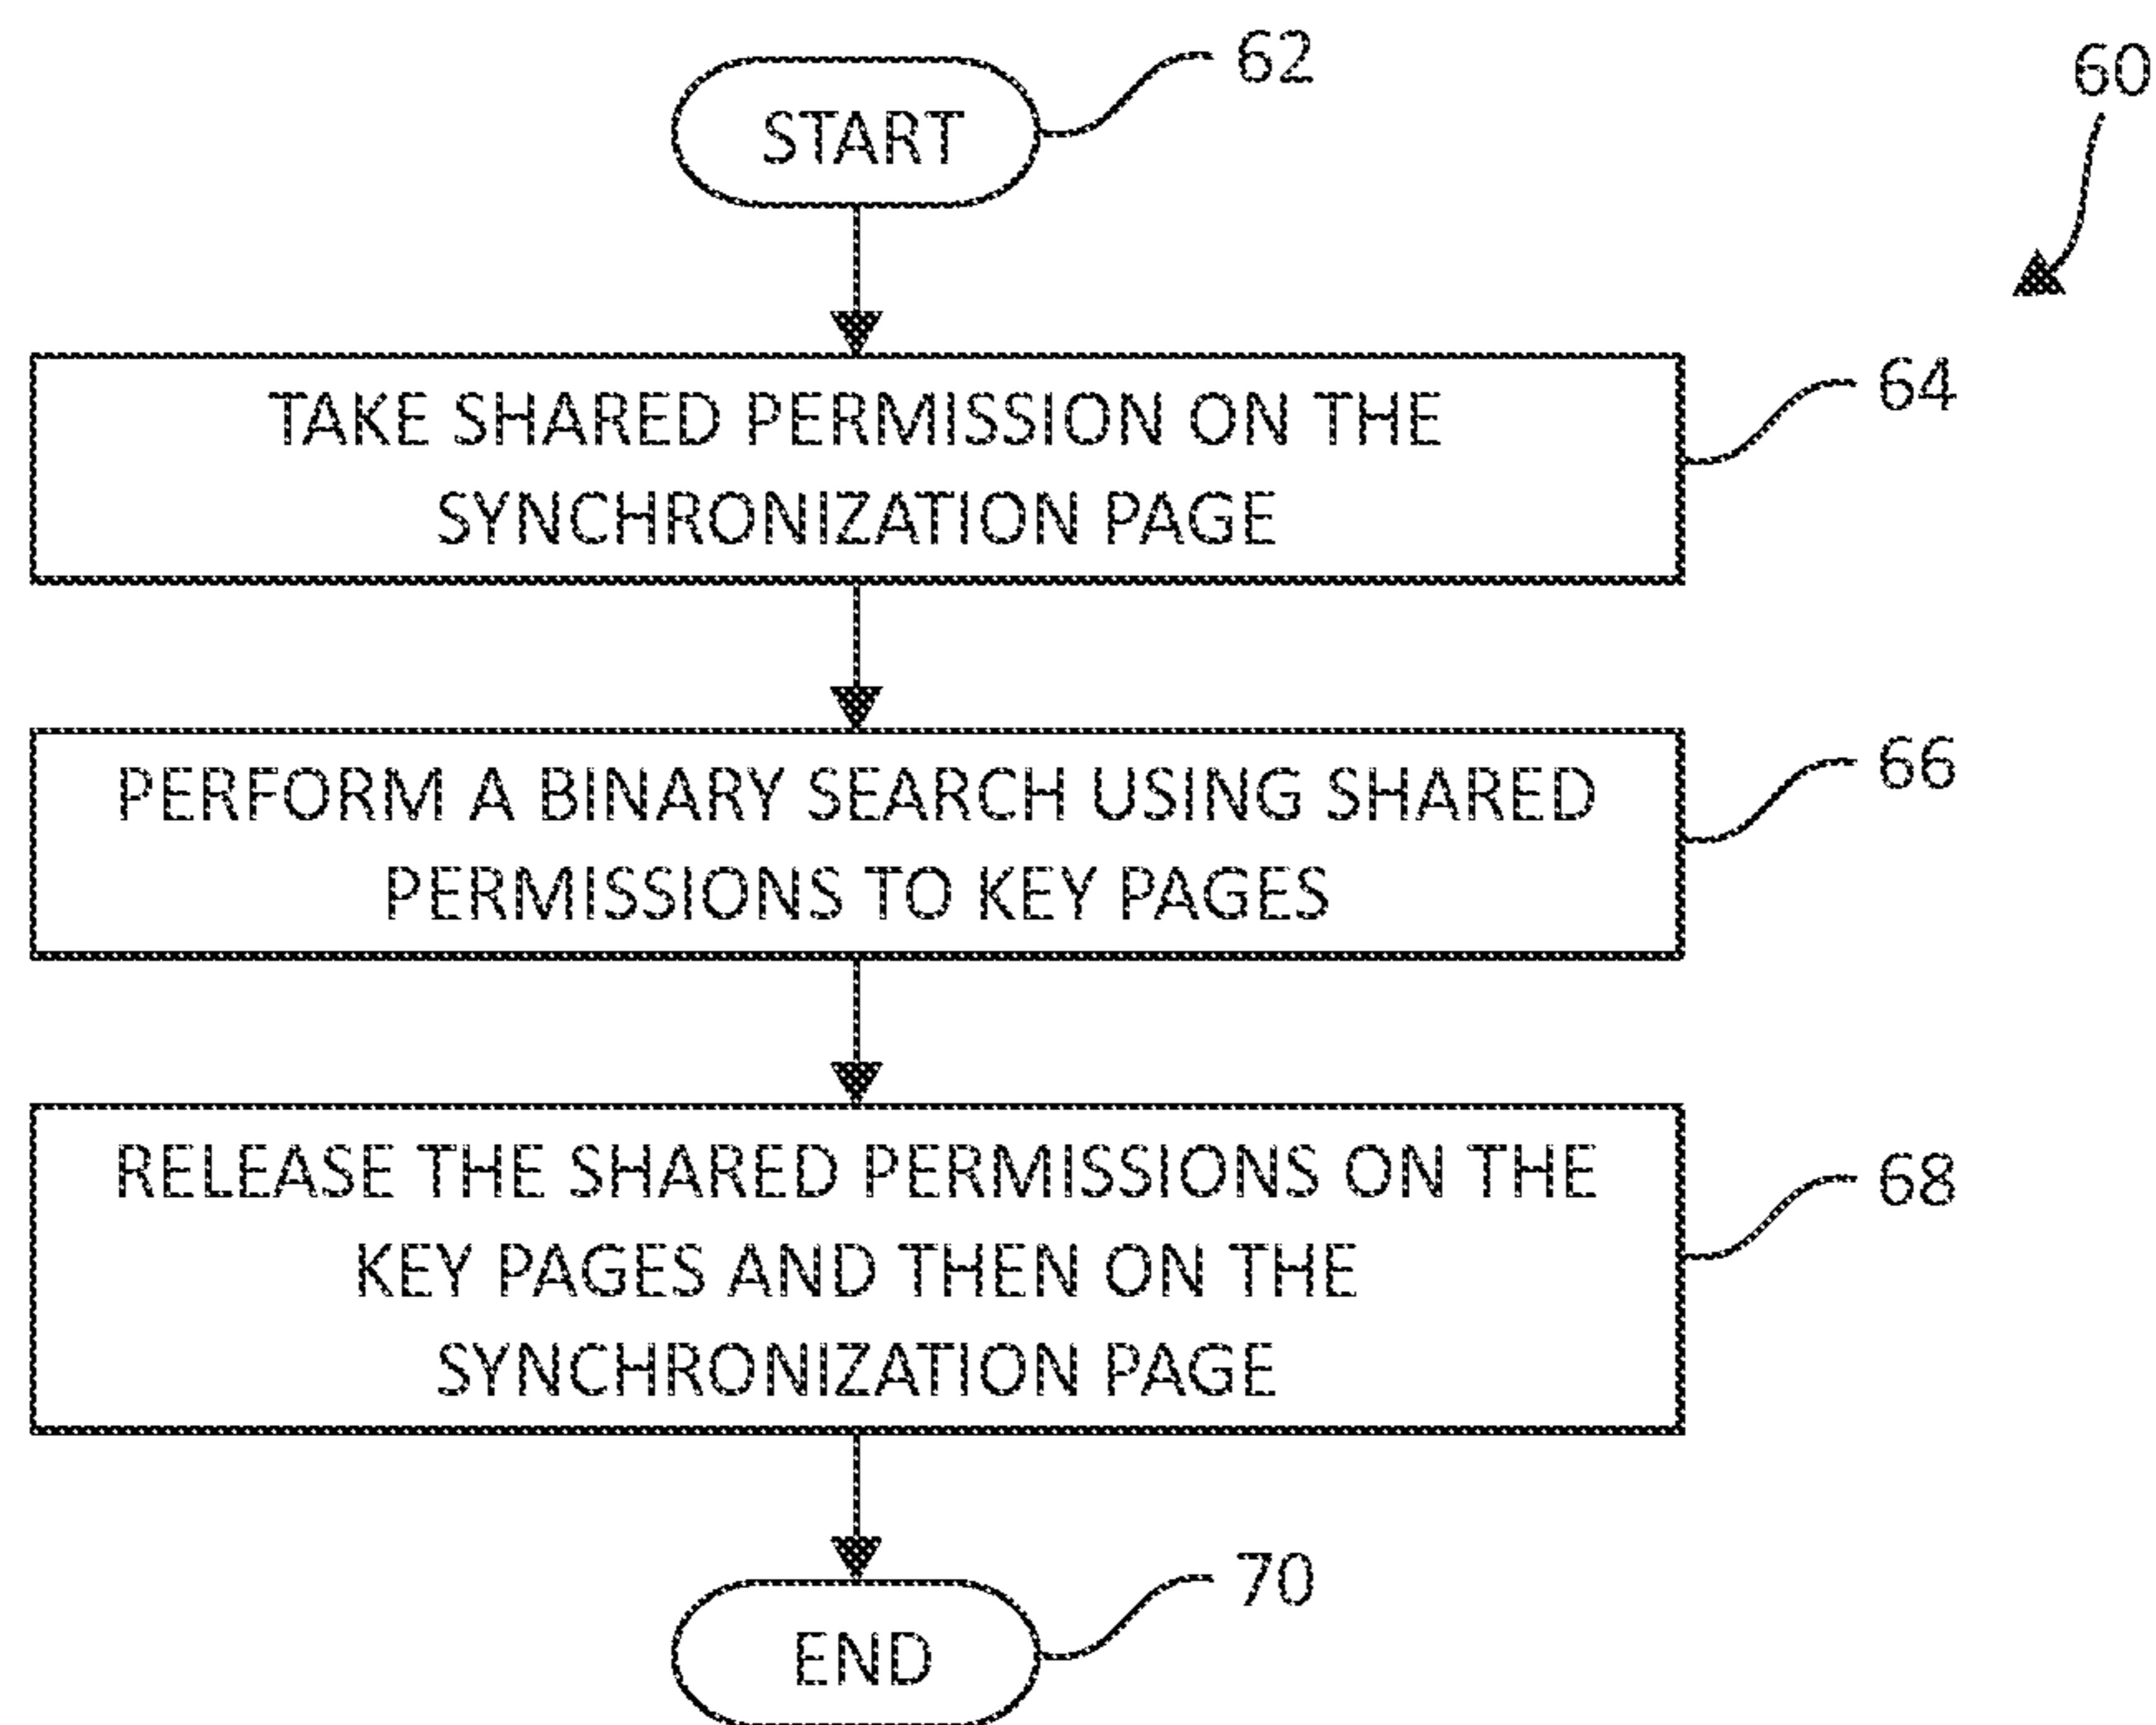 START
62
60
TAKE SHARED PERMISSION ON THE
SYNCHRONIZATION PAGE
64
PERFORM A BINARY SEARCH USING SHARED
PERMISSIONS TO KEY PAGES
66
RELEASE THE SHARED PERMISSIONS ON THE
KEY PAGES AND THEN ON THE
SYNCHRONIZATION PAGE
68
END
70